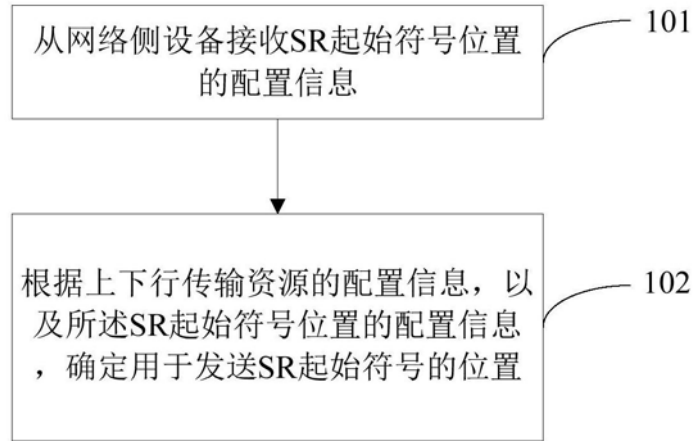 从网络侧设备接收SR起始符号位置
的配置信息
101
根据上下行传输资源的配置信息，以
及所述SR起始符号位置的配置信息
，确定用于发送SR起始符号的位置
102